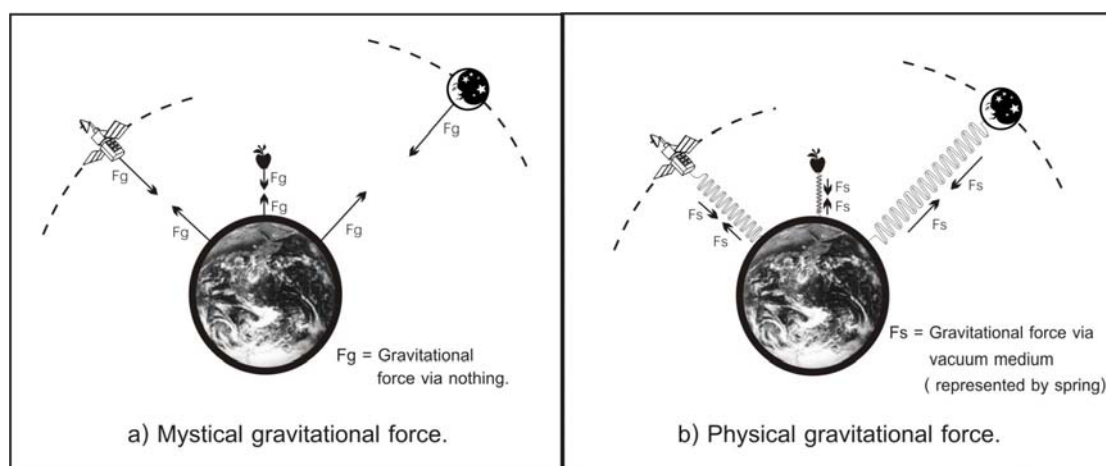 Fg
Fg
Fg
Fg
Fg
Fg
Fg = Gravitational
force via nothing.
a) Mystical gravitational force.
Fs
Fs
Fs
Fs
Fs
Fs
Fs = Gravitational force via
vacuum medium
( represented by spring)
b) Physical gravitational force.